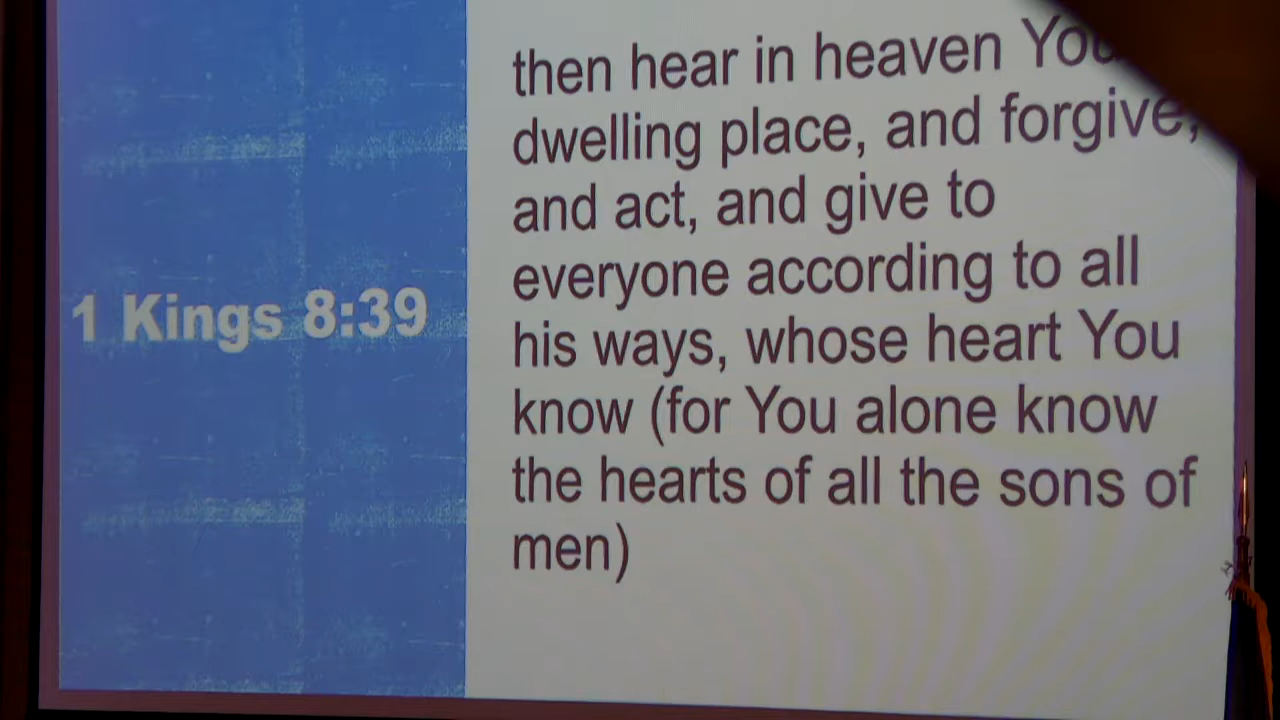 1 Kings 8:39
then hear in heaven
dwelling place, and forgive,
and act, and give to
everyone according to all
his ways, whose heart You
know (for You alone know
the hearts of all the sons of
men)